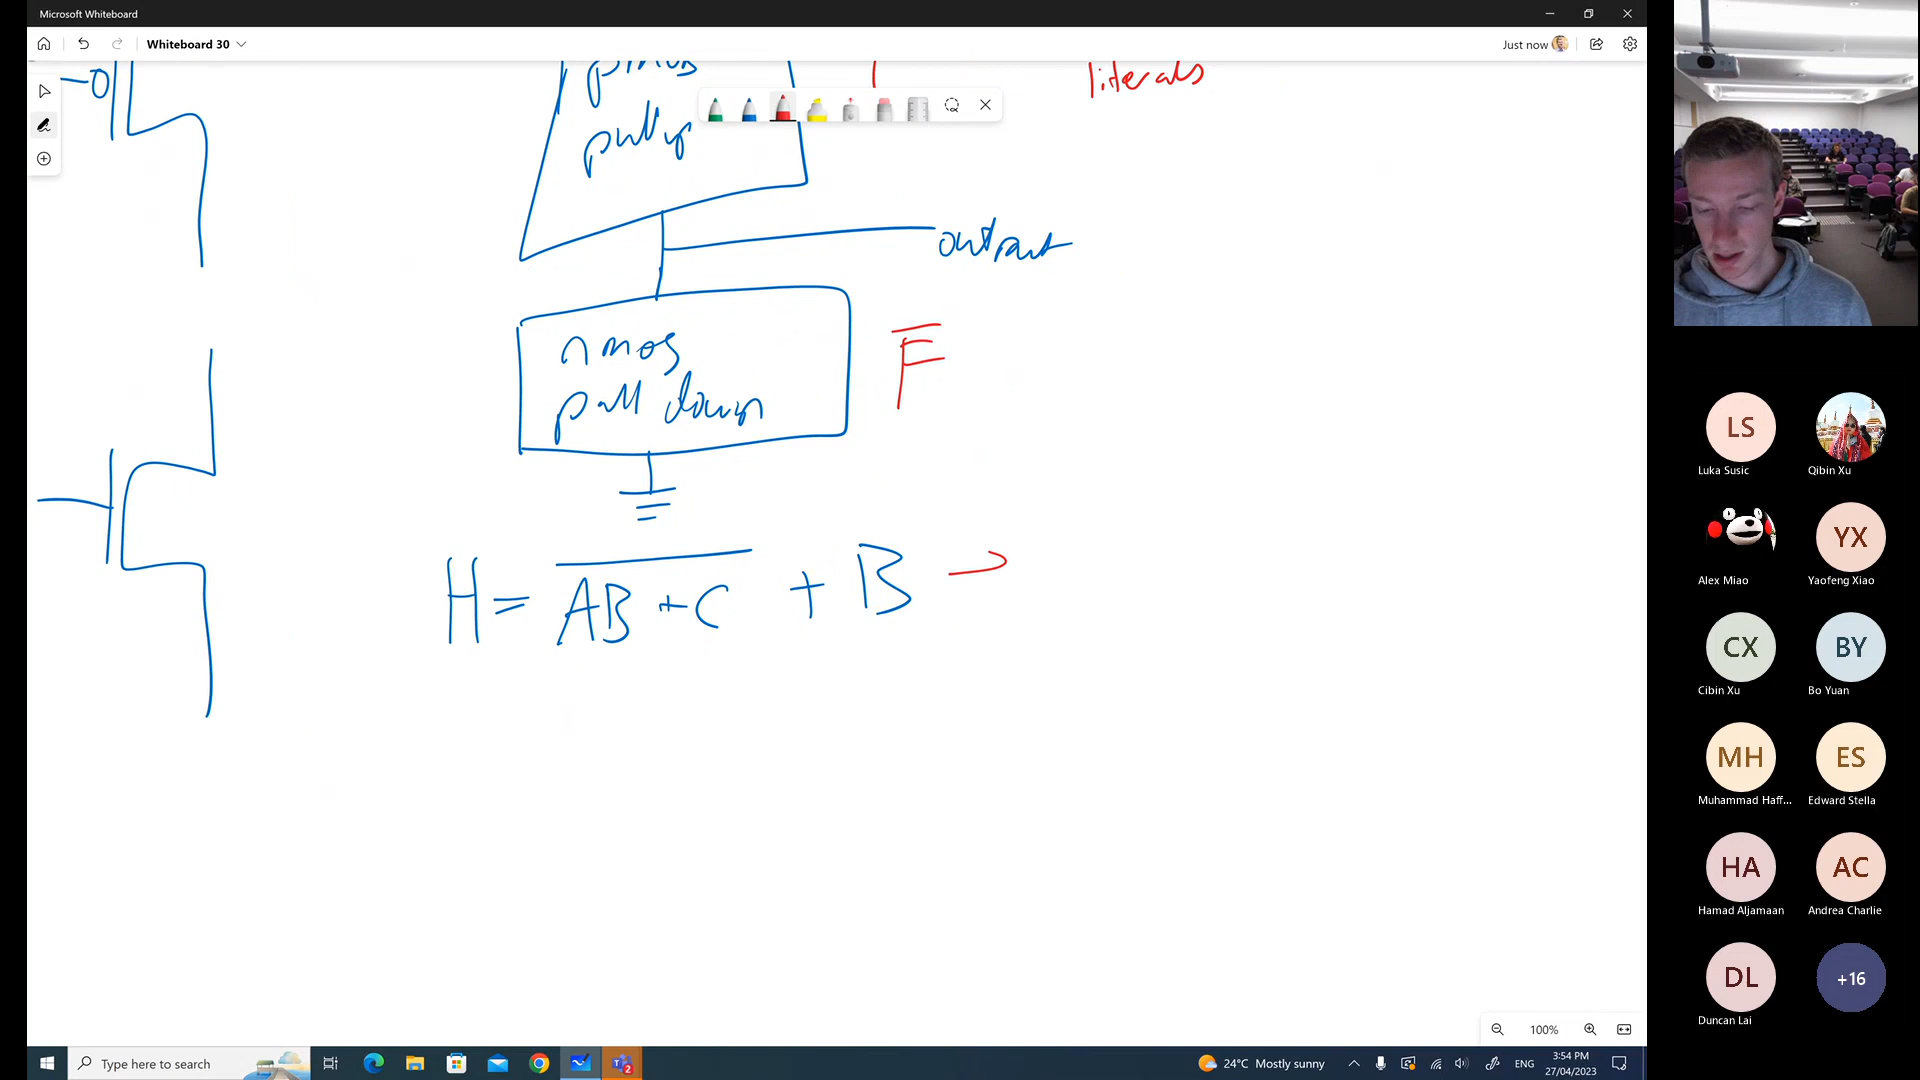 Microsoft Whiteboard
Whiteboard 30
Just now
pmos
pull up
literals
output
nmos
pull down
F̅
H = \overline{AB + C} + B →
LS
Luka Susic
Qibin Xu
Alex Miao
YX
Yaofeng Xiao
CX
Cibin Xu
BY
Bo Yuan
MH
Muhammad Haff...
ES
Edward Stella
HA
Hamad Aljamaan
AC
Andrea Charlie
DL
Duncan Lai
+16
100%
Type here to search
24°C Mostly sunny
ENG
3:54 PM
27/04/2023